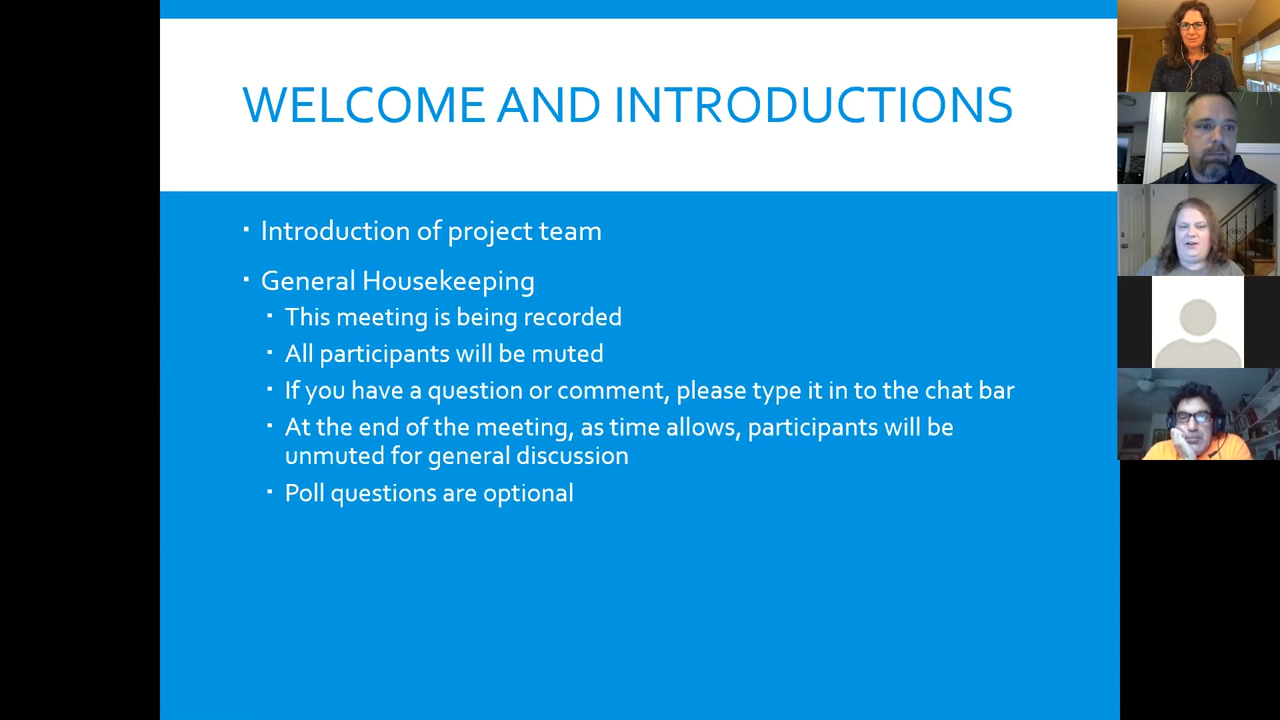 WELCOME AND INTRODUCTIONS
▪ Introduction of project team
▪ General Housekeeping
▪ This meeting is being recorded
▪ All participants will be muted
▪ If you have a question or comment, please type it in to the chat bar
▪ At the end of the meeting, as time allows, participants will be
unmuted for general discussion
▪ Poll questions are optional